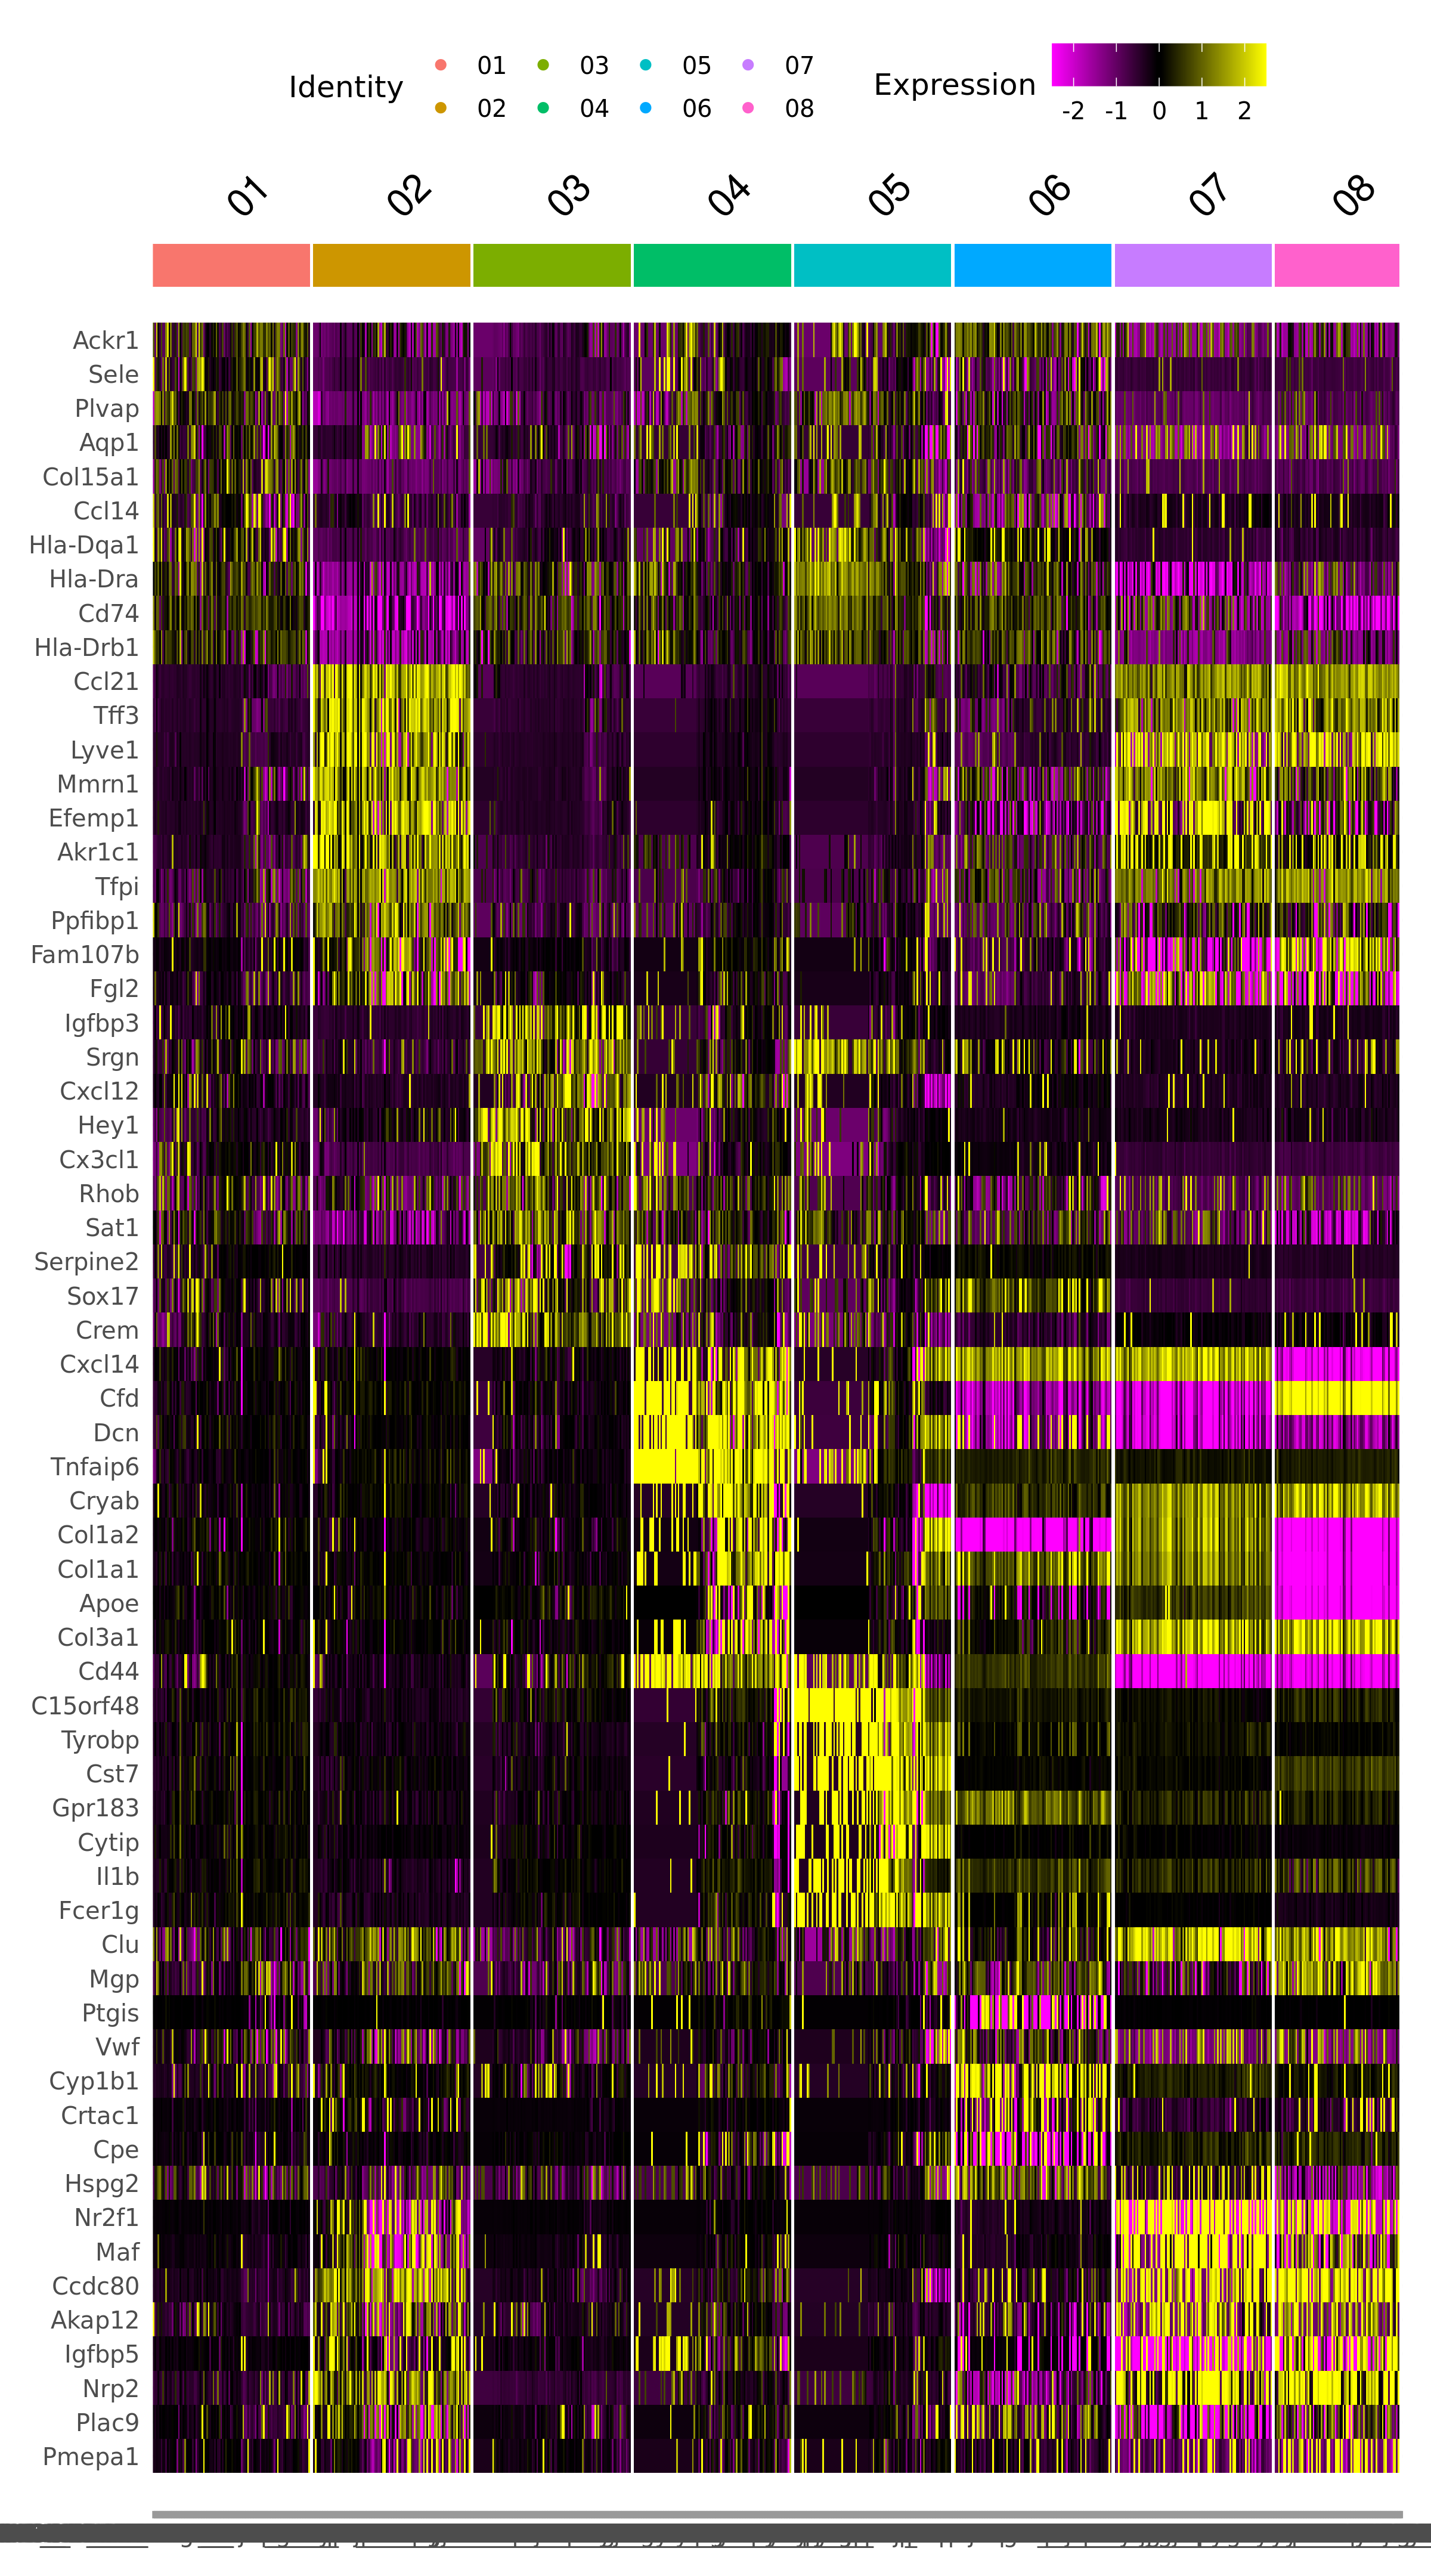 Identity
01 03 05 07
02 04 06 08
Expression
-2 -1 0 1 2
01 02 03 04 05 06 07 08
Ackr1
Sele
Plvap
Aqp1
Col15a1
Ccl14
Hla-Dqa1
Hla-Dra
Cd74
Hla-Drb1
Ccl21
Tff3
Lyve1
Mmrn1
Efemp1
Akr1c1
Tfpi
Ppfibp1
Fam107b
Fgl2
Igfbp3
Srgn
Cxcl12
Hey1
Cx3cl1
Rhob
Sat1
Serpine2
Sox17
Crem
Cxcl14
Cfd
Dcn
Tnfaip6
Cryab
Col1a2
Col1a1
Apoe
Col3a1
Cd44
C15orf48
Tyrobp
Cst7
Gpr183
Cytip
Il1b
Fcer1g
Clu
Mgp
Ptgis
Vwf
Cyp1b1
Crtac1
Cpe
Hspg2
Nr2f1
Maf
Ccdc80
Akap12
Igfbp5
Nrp2
Plac9
Pmepa1